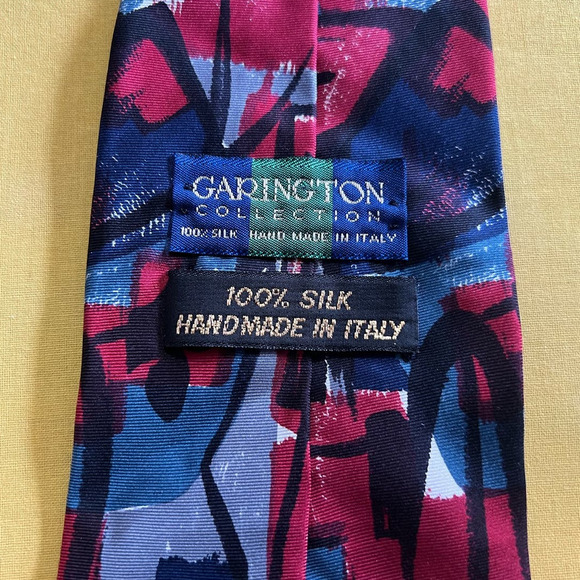 GARINGTON
COLLECTION
100% SILK HAND MADE IN ITALY
100% SILK
HANDMADE IN ITALY